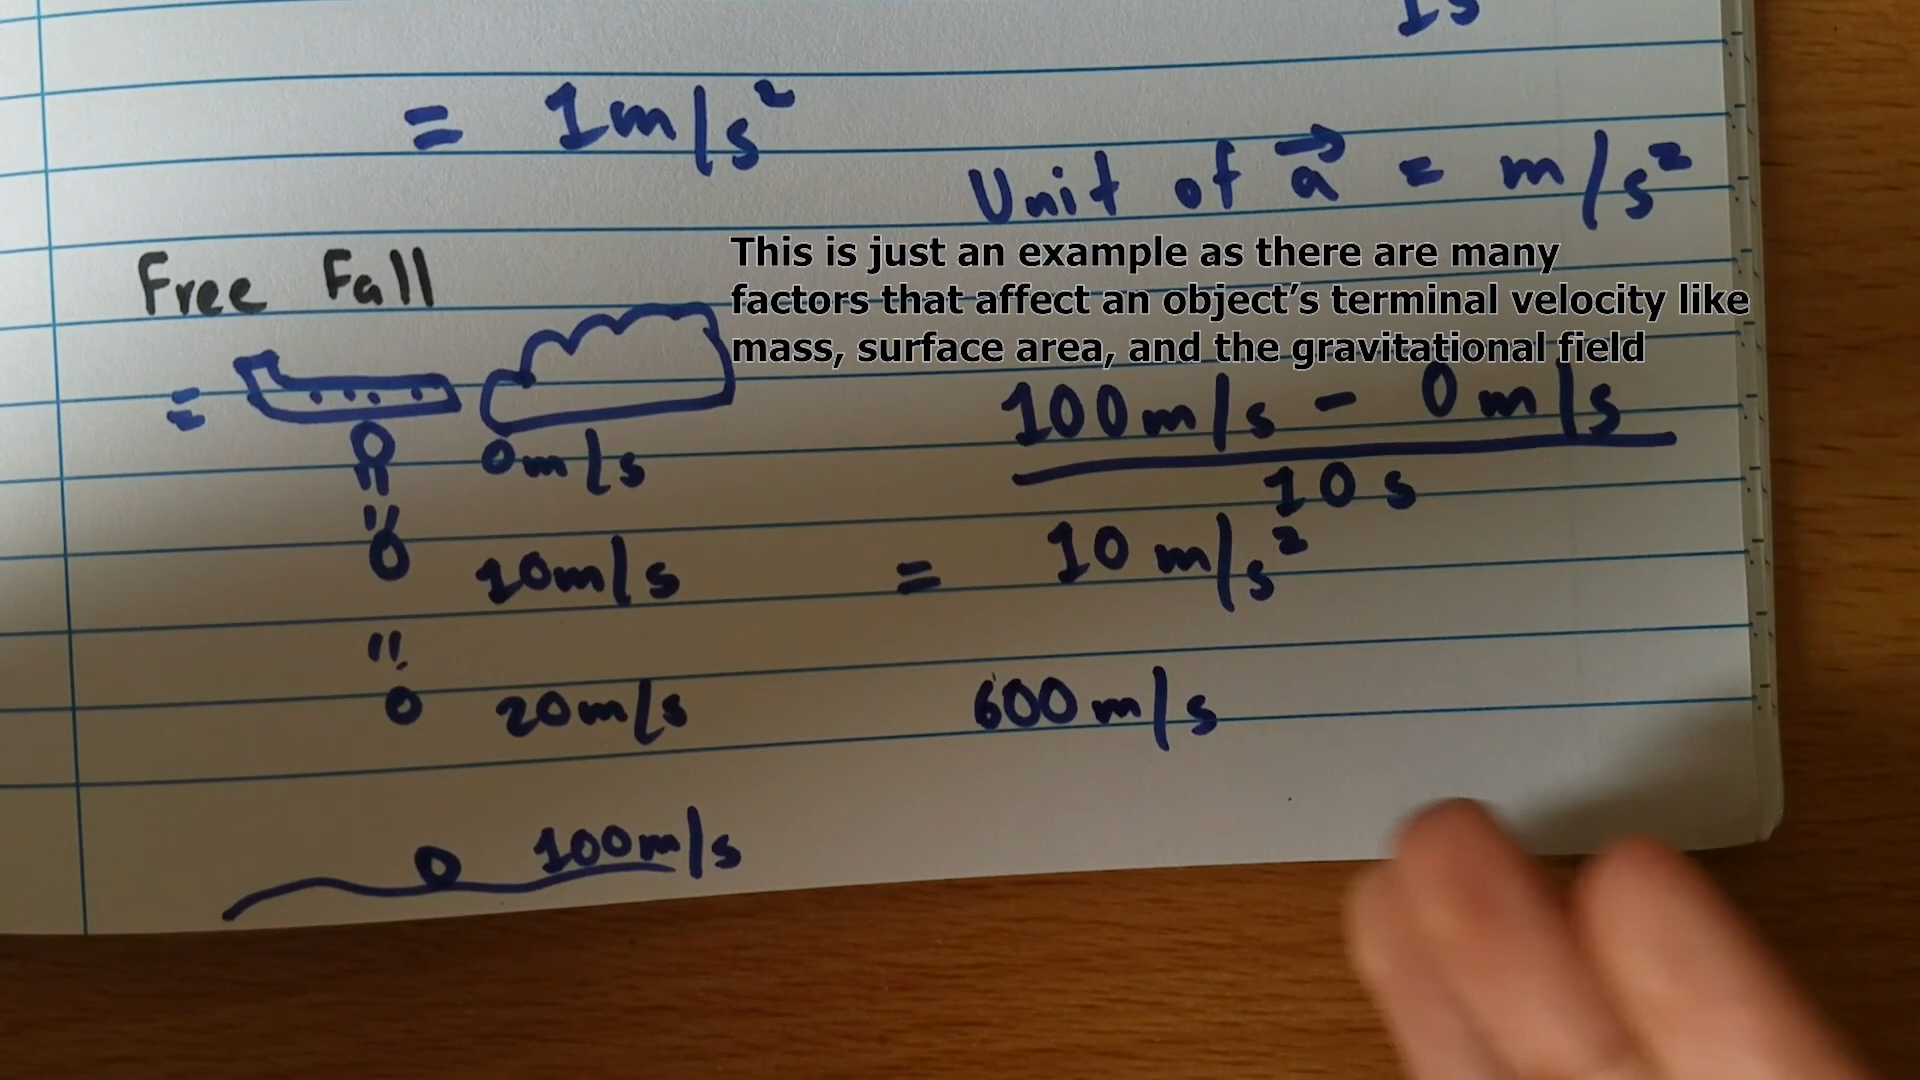 1s
= 1m/s²
Unit of a⃗ = m/s²
Free Fall
This is just an example as there are many
factors that affect an object’s terminal velocity like
mass, surface area, and the gravitational field
=
0m/s
100m/s - 0m/s
10s
10m/s
= 10 m/s²
20m/s
600m/s
100m/s